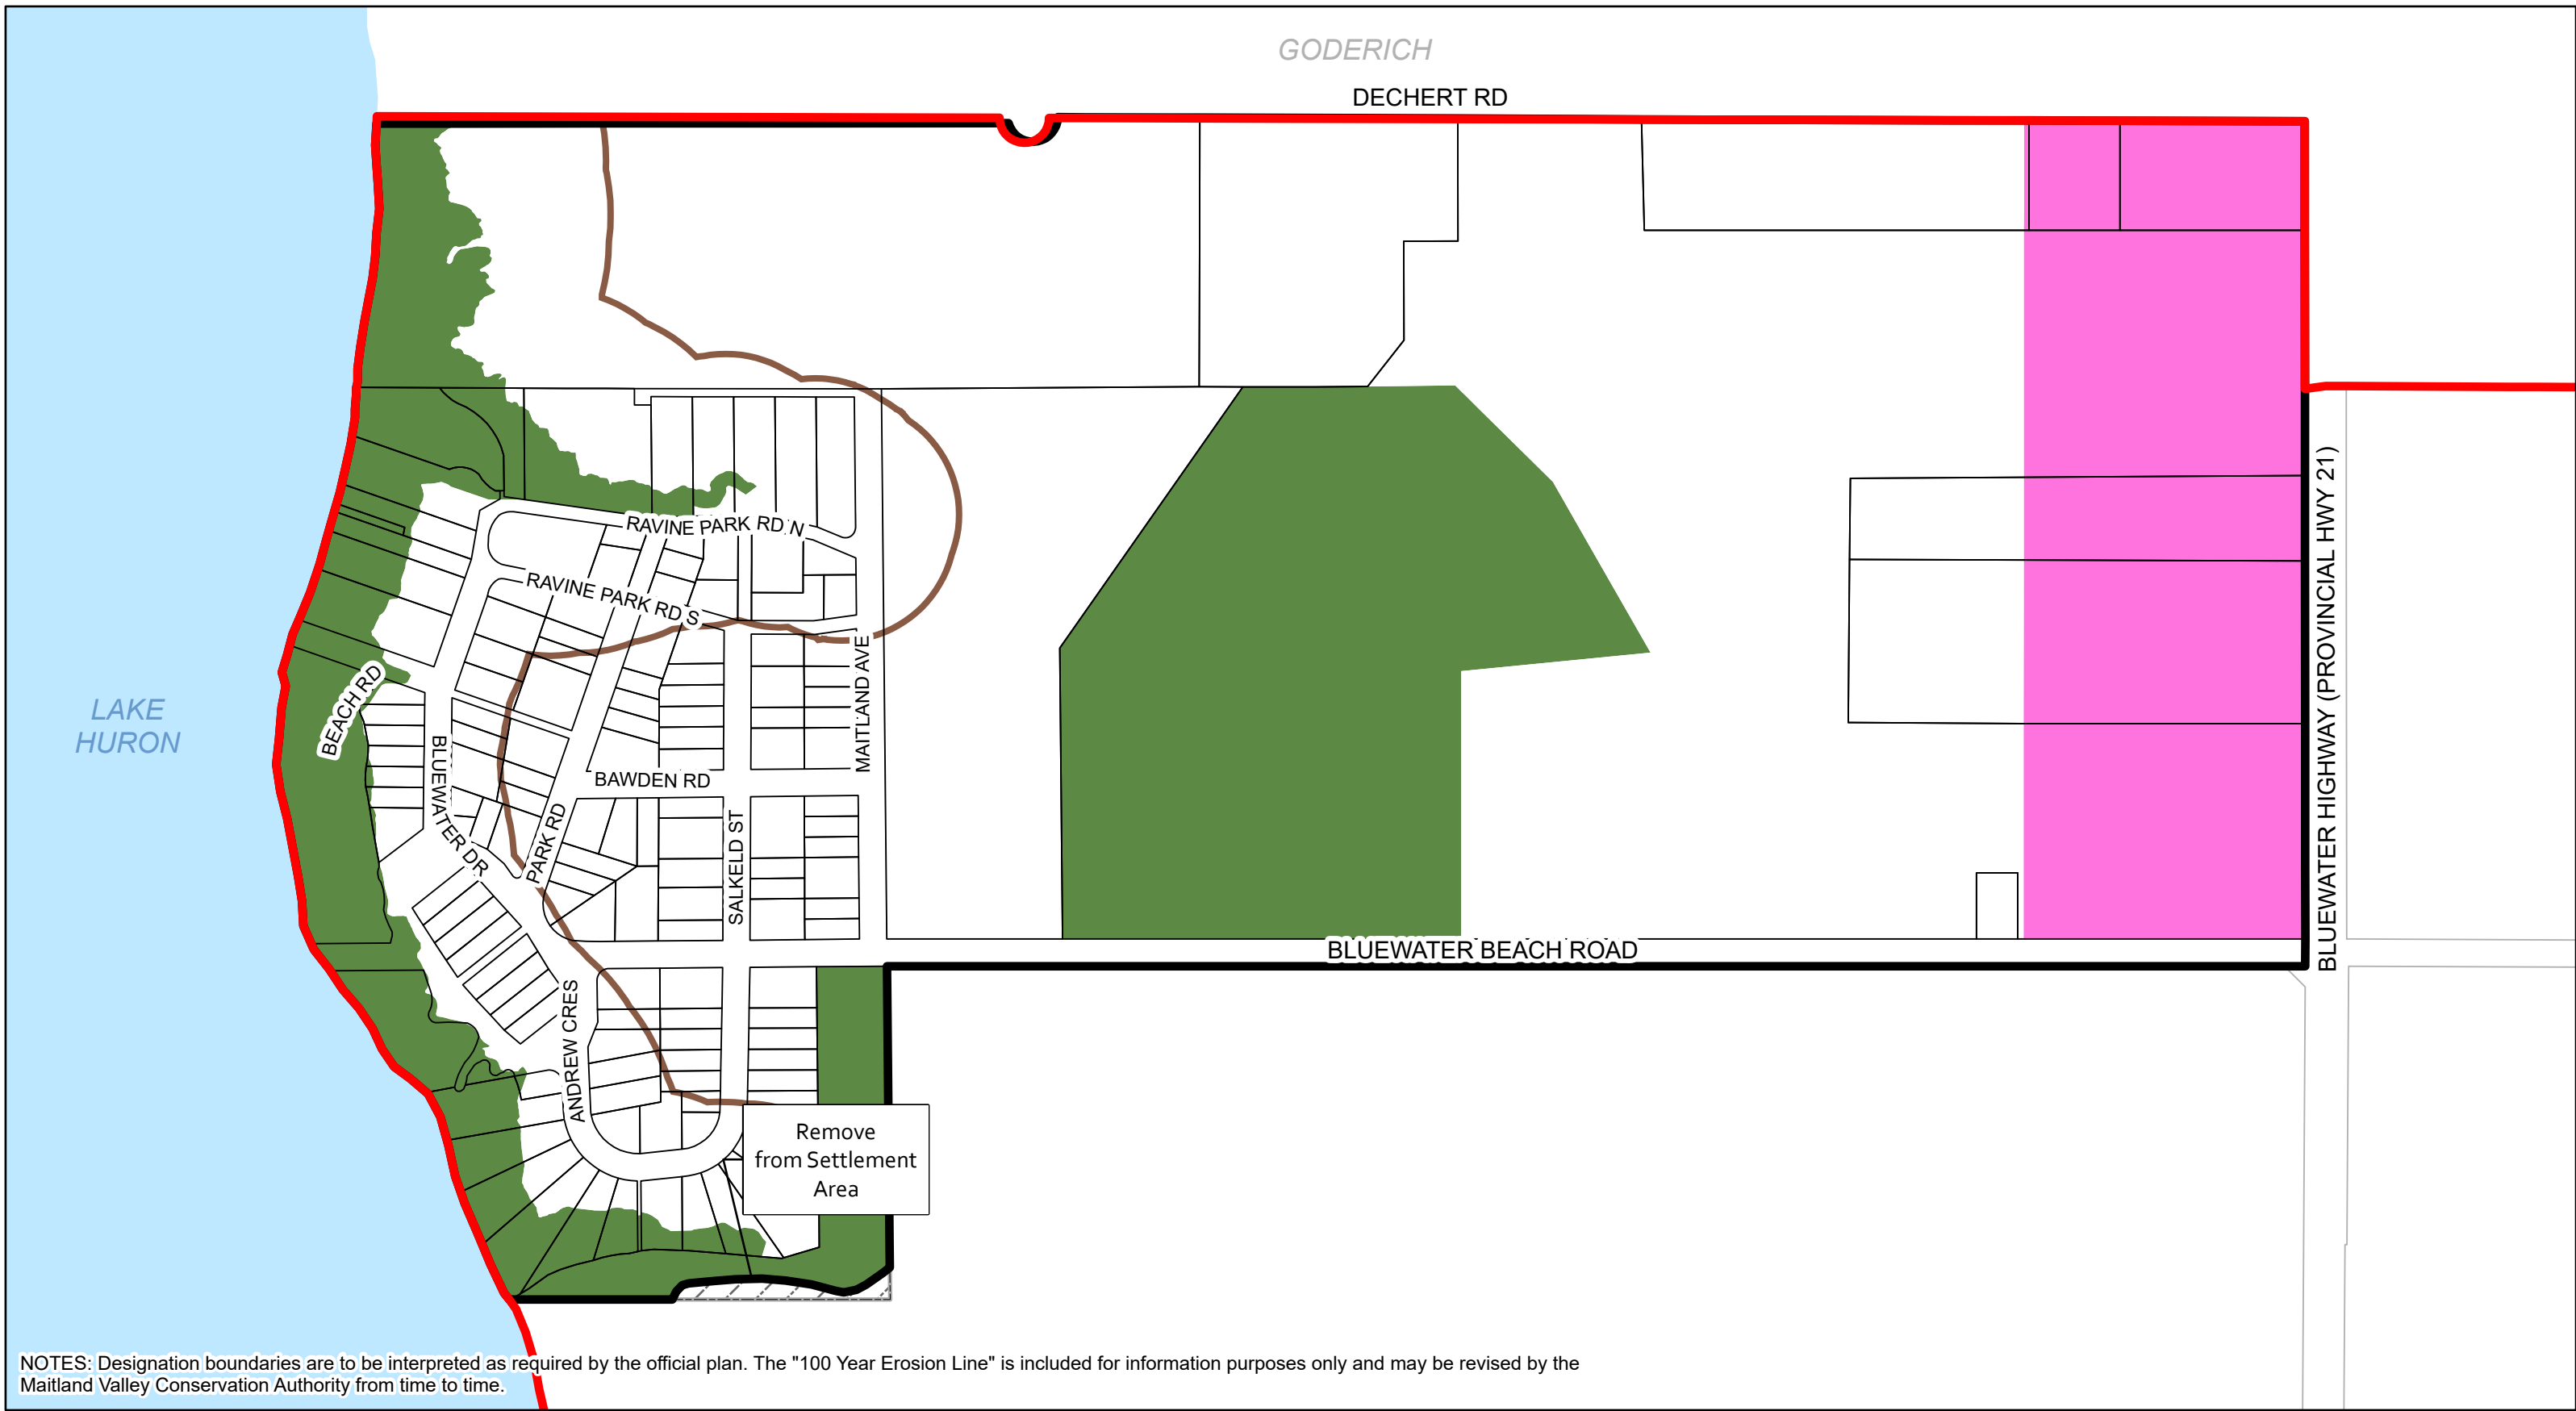 GODERICH
DECHERT RD
RAVINE PARK RD N
RAVINE PARK RD S
LAKE
HURON
BEACH RD
BLUEWATER DR
MAITLAND AVE
BAWDEN RD
PARK RD
SALKELD ST
BLUEWATER HIGHWAY (PROVINCIAL HWY 21)
BLUEWATER BEACH ROAD
ANDREW CRES
Remove
from Settlement
Area
NOTES: Designation boundaries are to be interpreted as required by the official plan. The "100 Year Erosion Line" is included for information purposes only and may be revised by the
Maitland Valley Conservation Authority from time to time.